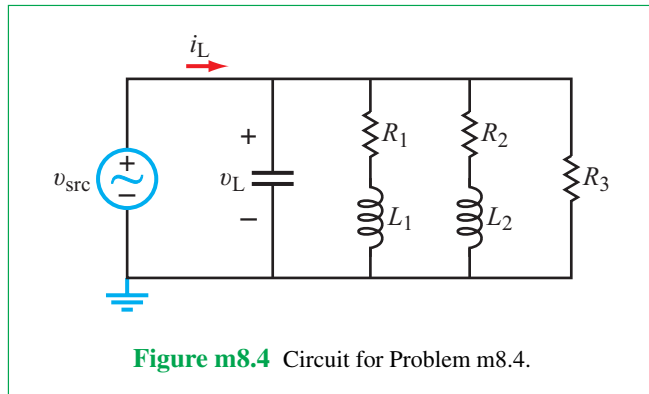 iL
+
R1
R2
+
vsrc
−
vL
R3
−
L1
L2
Figure m8.4 Circuit for Problem m8.4.